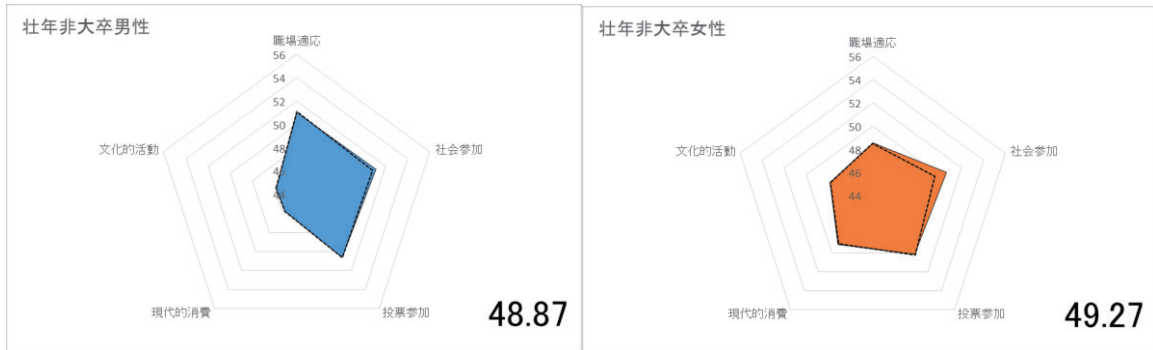 壮年非大卒男性
職場適応
56
54
52
50
48
46
44
文化的活動
社会参加
現代的消費
投票参加
48.87
壮年非大卒女性
職場適応
56
54
52
50
48
46
44
文化的活動
社会参加
現代的消費
投票参加
49.27